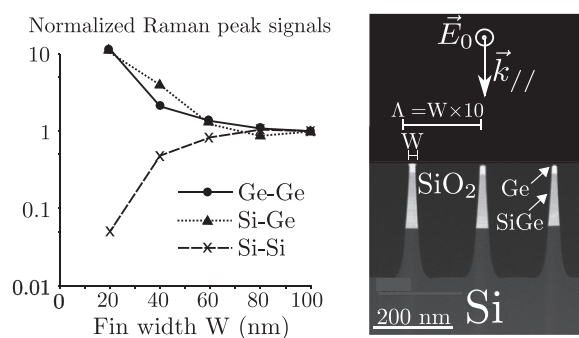 Normalized Raman peak signals
10
1
0.1
0.01
0
20
40
60
80
100
Fin width W (nm)
Ge-Ge
Si-Ge
Si-Si
E⃗₀
k⃗//
Λ =W×10
W
SiO₂
Ge
SiGe
200 nm
Si